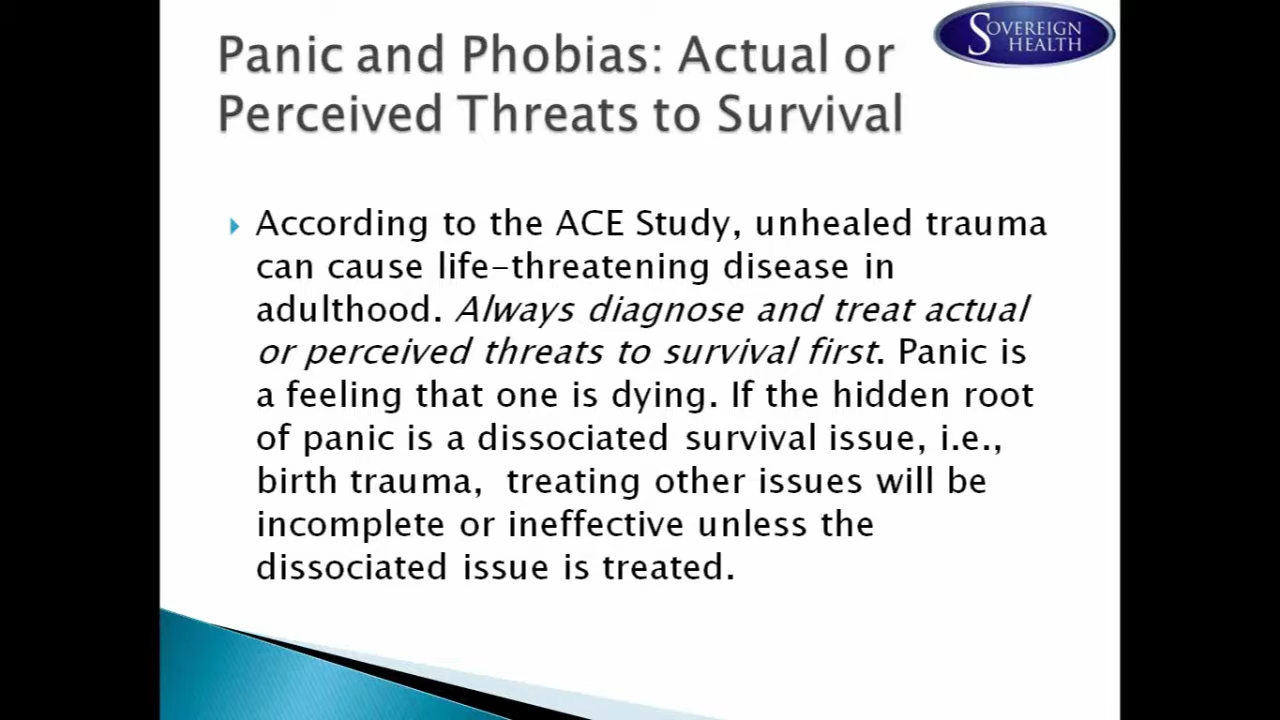 SOVEREIGN
HEALTH
Panic and Phobias: Actual or
Perceived Threats to Survival
According to the ACE Study, unhealed trauma
can cause life-threatening disease in
adulthood. Always diagnose and treat actual
or perceived threats to survival first. Panic is
a feeling that one is dying. If the hidden root
of panic is a dissociated survival issue, i.e.,
birth trauma,  treating other issues will be
incomplete or ineffective unless the
dissociated issue is treated.